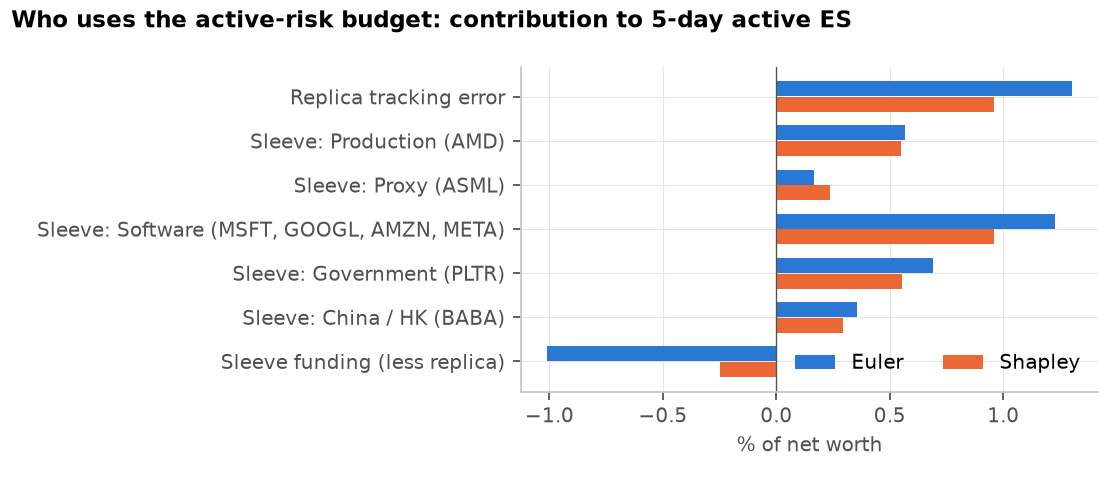 Who uses the active-risk budget: contribution to 5-day active ES
Replica tracking error
Sleeve: Production (AMD)
Sleeve: Proxy (ASML)
Sleeve: Software (MSFT, GOOGL, AMZN, META)
Sleeve: Government (PLTR)
Sleeve: China / HK (BABA)
Sleeve funding (less replica)
Euler Shapley
−1.0 −0.5 0.0 0.5 1.0
% of net worth